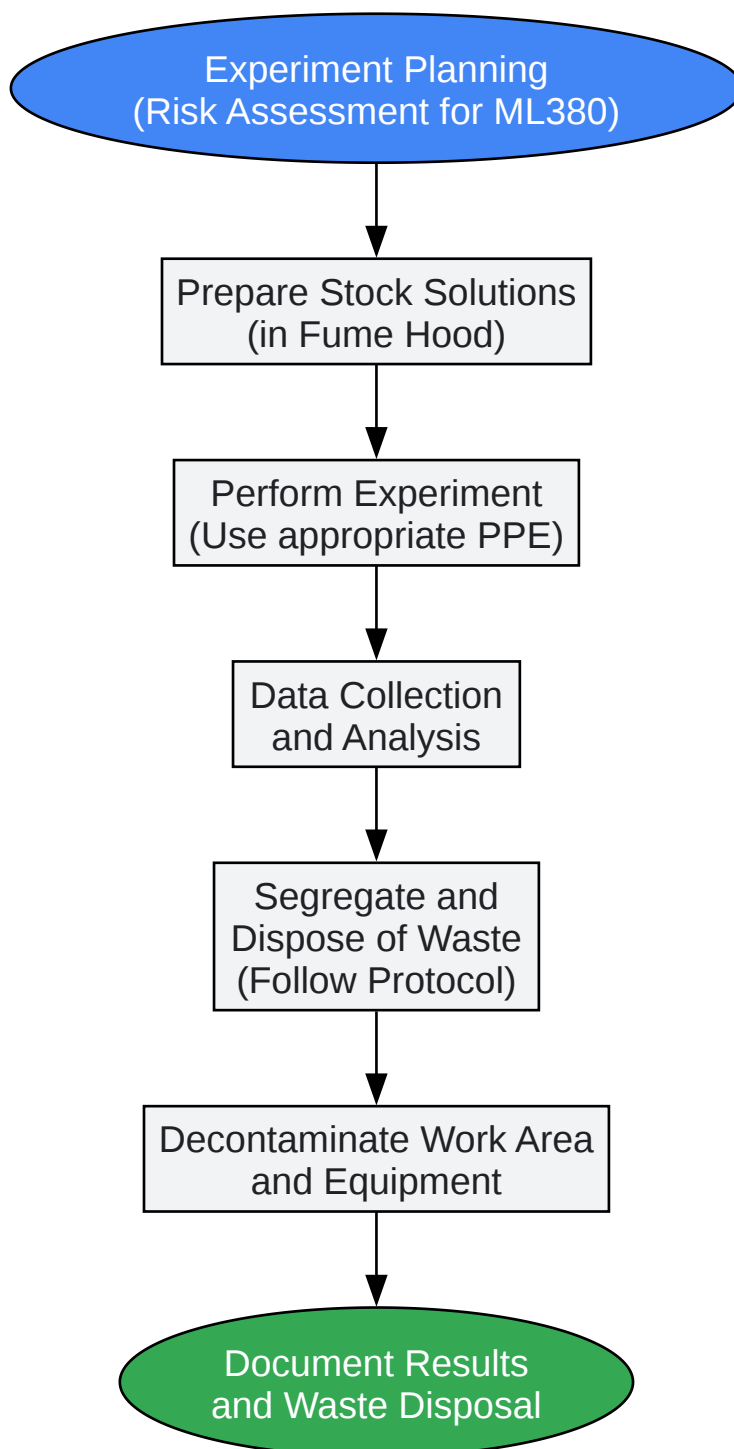 Experiment Planning
(Risk Assessment for ML380)
Prepare Stock Solutions
(in Fume Hood)
Perform Experiment
(Use appropriate PPE)
Data Collection
and Analysis
Segregate and
Dispose of Waste
(Follow Protocol)
Decontaminate Work Area
and Equipment
Document Results
and Waste Disposal